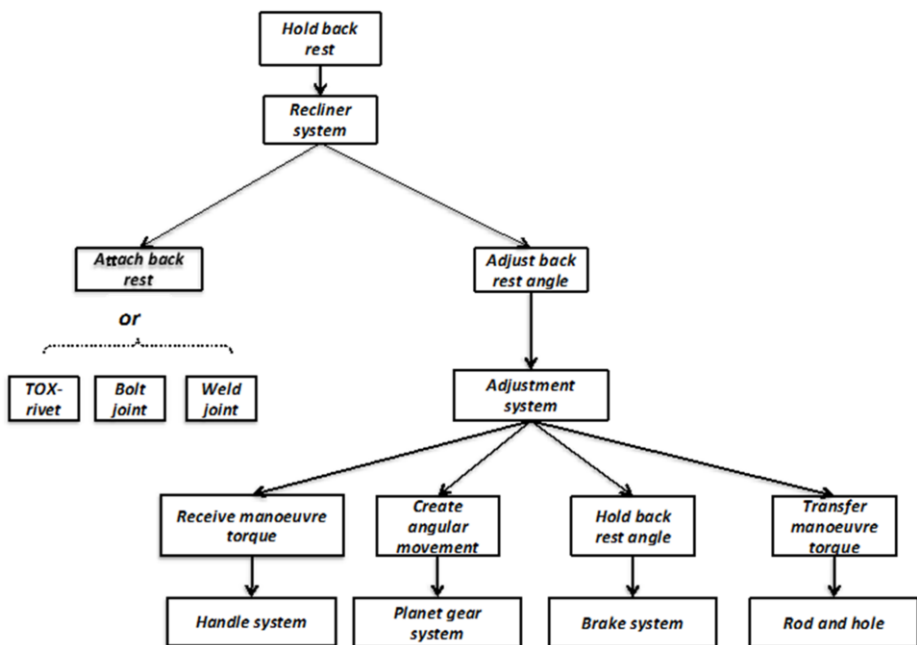 Hold back
rest
Recliner
system
Attach back
rest
Adjust back
rest angle
or
TOX-
rivet
Bolt
joint
Weld
joint
Adjustment
system
Receive manoeuvre
torque
Create
angular
movement
Hold back
rest angle
Transfer
manoeuvre
torque
Handle system
Planet gear
system
Brake system
Rod and hole